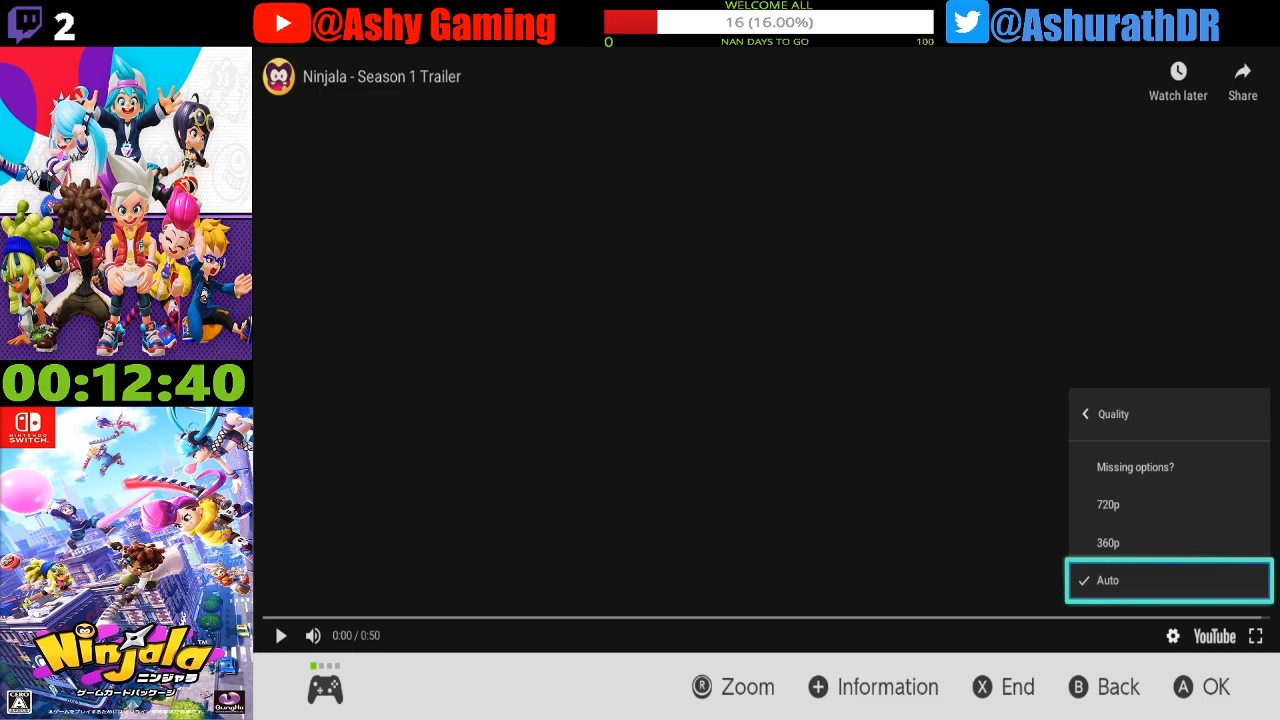 2
@Ashy Gaming
WELCOME ALL
16 (16.00%)
0
NAN DAYS TO GO
100
@AshurathDR
Ninjala - Season 1 Trailer
Watch later
Share
00:12:40
NINTENDO
SWITCH
Ninjala™
ニンジャラ
ゲームカードパッケージ
CERO
A
GungHo
Quality
Missing options?
720p
360p
Auto
0:00 / 0:50
YouTube
R Zoom
+ Information
X End
B Back
A OK